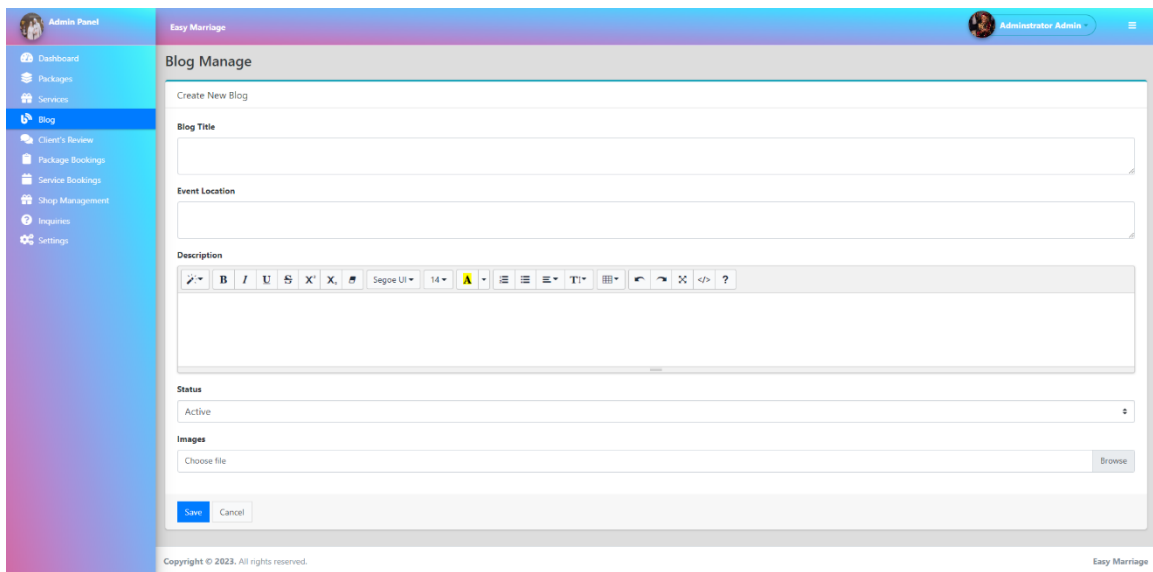 Admin Panel
Easy Marriage
Adminstrator Admin
Dashboard
Packages
Services
Blog
Client's Review
Package Bookings
Service Bookings
Shop Management
Inquiries
Settings
Blog Manage
Create New Blog
Blog Title
Event Location
Description
B I U S X² X₂ Segoe UI 14 A T I </> ?
Status
Active
Images
Choose file Browse
Save Cancel
Copyright © 2023. All rights reserved. Easy Marriage